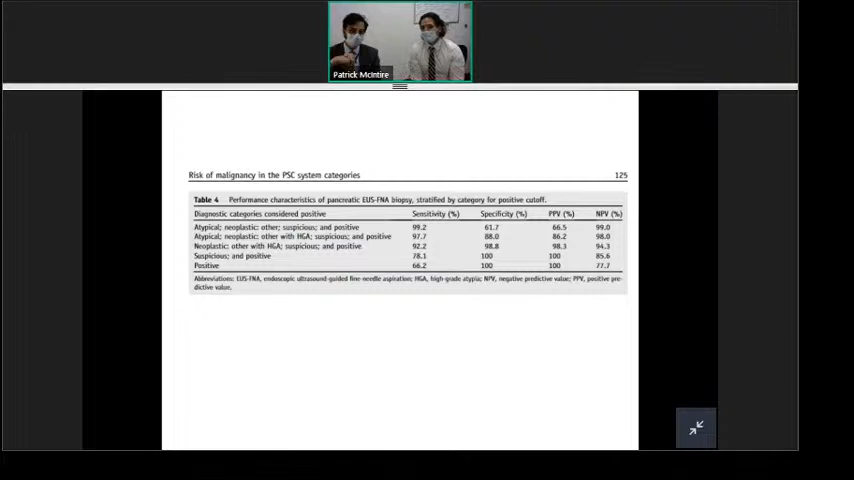 Patrick McIntire
Risk of malignancy in the PSC system categories 125
Table 4 Performance characteristics of pancreatic EUS-FNA biopsy, stratified by category for positive cutoff.
Diagnostic categories considered positive Sensitivity (%) Specificity (%) PPV (%) NPV (%)
Atypical; neoplastic: other; suspicious; and positive 99.2 61.7 66.5 99.0
Atypical; neoplastic: other with HGA; suspicious; and positive 97.7 88.0 86.2 98.0
Neoplastic: other with HGA; suspicious; and positive 92.2 98.8 98.3 94.3
Suspicious; and positive 78.1 100 100 85.6
Positive 66.2 100 100 77.7
Abbreviations: EUS-FNA, endoscopic ultrasound-guided fine-needle aspiration; HGA, high-grade atypia; NPV, negative predictive value; PPV, positive pre-
dictive value.